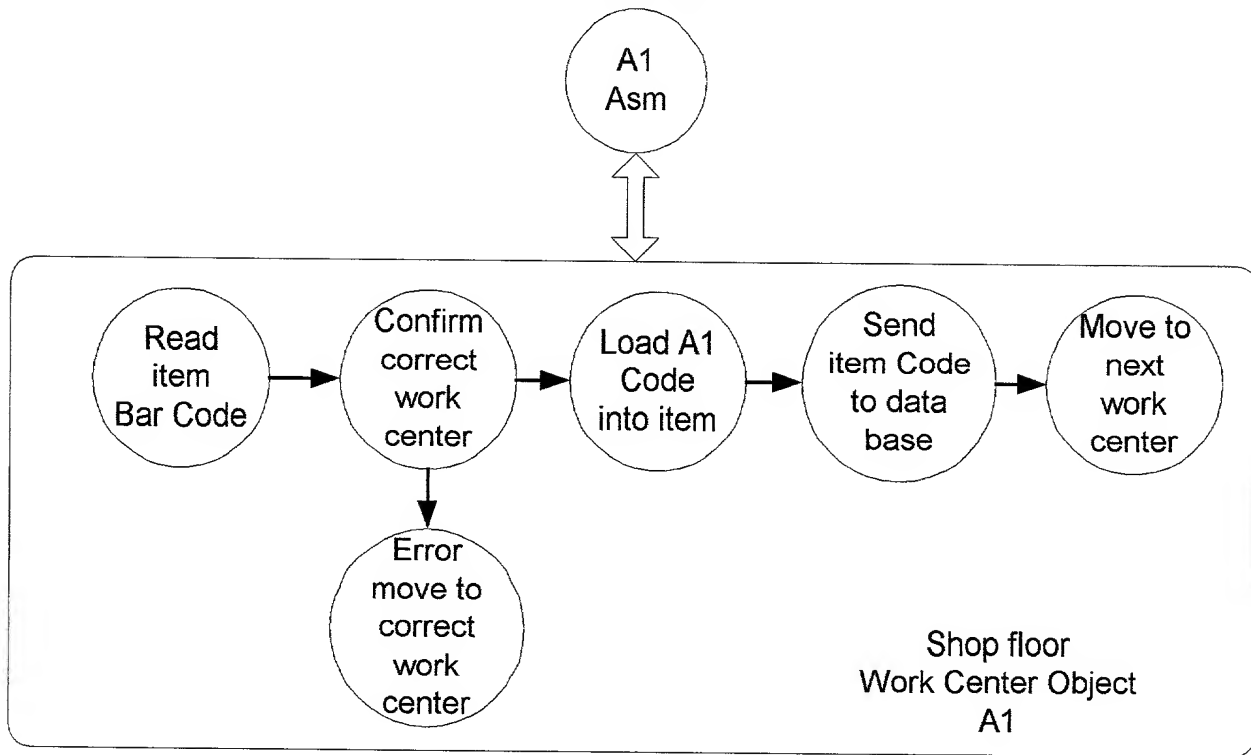 A1
Asm
Read
item
Bar Code
Confirm
correct
work
center
Load A1
Code
into item
Send
item Code
to data
base
Move to
next
work
center
Error
move to
correct
work
center
Shop floor
Work Center Object
A1